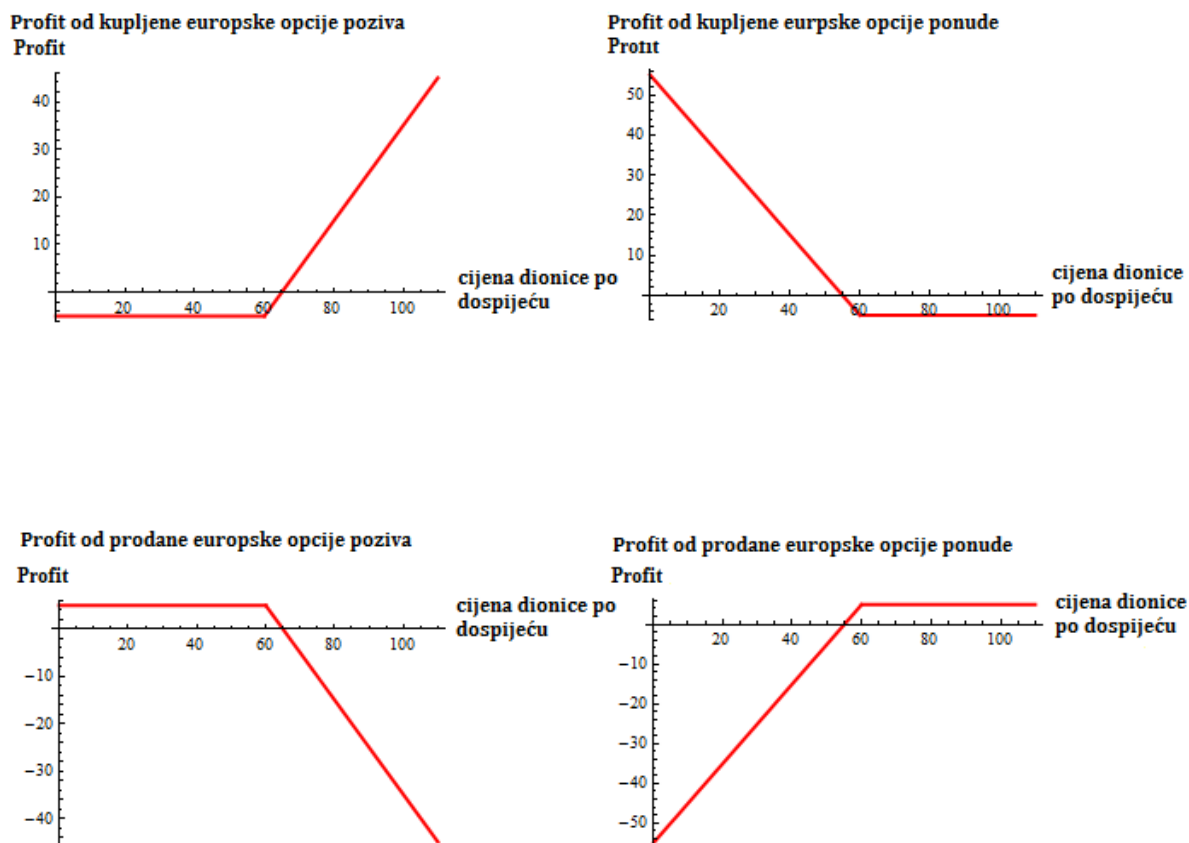 Profit od kupljene europske opcije poziva
Profit
40
30
20
10
20
40
60
80
100
cijena dionice po
dospijeću
Profit od kupljene eurpske opcije ponude
Profit
50
40
30
20
10
20
40
60
80
100
cijena dionice
po dospijeću
Profit od prodane europske opcije poziva
Profit
20
40
60
80
100
−10
−20
−30
−40
cijena dionice po
dospijeću
Profit od prodane europske opcije ponude
Profit
20
40
60
80
100
−10
−20
−30
−40
−50
cijena dionice
po dospijeću